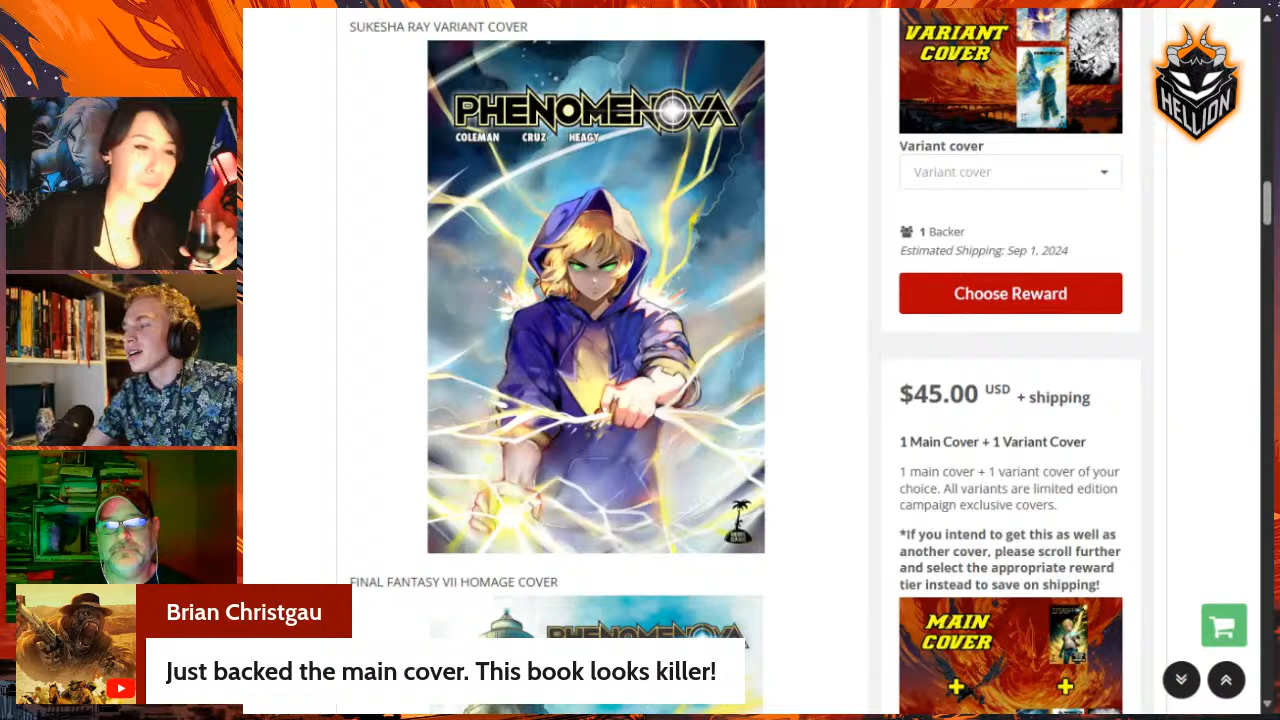 SUKESHA RAY VARIANT COVER
PHENOMENOVA
COLEMAN CRUZ HEAGY
FINAL FANTASY VII HOMAGE COVER
PHENOMENOVA
VARIANT
COVER
Variant cover
Variant cover
1 Backer
Estimated Shipping: Sep 1, 2024
Choose Reward
$45.00 USD + shipping
1 Main Cover + 1 Variant Cover
1 main cover + 1 variant cover of your
choice. All variants are limited edition
campaign exclusive covers.
*If you intend to get this as well as
another cover, please scroll further
and select the appropriate reward
tier instead to save on shipping!
MAIN
COVER
HELLION
Brian Christgau
Just backed the main cover. This book looks killer!